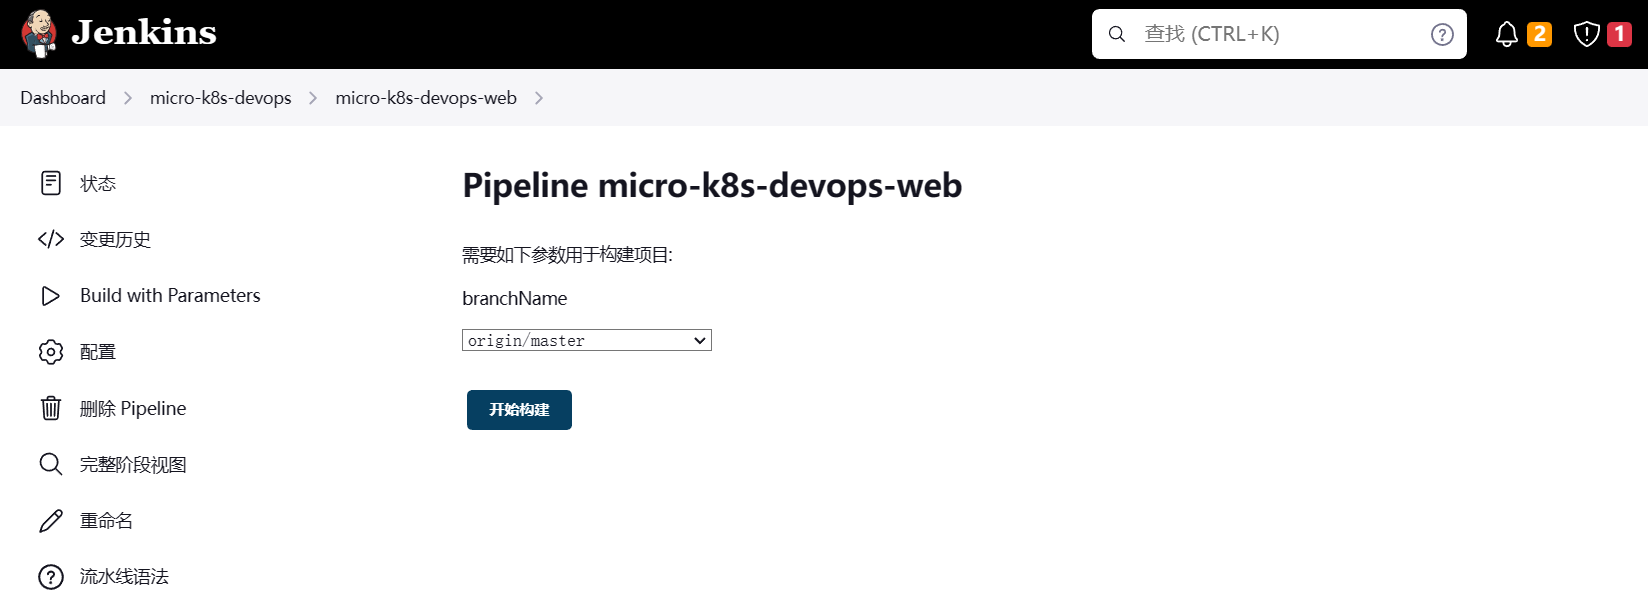 Jenkins
查找 (CTRL+K)
2
1
Dashboard
micro-k8s-devops
micro-k8s-devops-web
状态
变更历史
Build with Parameters
配置
删除 Pipeline
完整阶段视图
重命名
流水线语法
Pipeline micro-k8s-devops-web
需要如下参数用于构建项目:
branchName
origin/master
开始构建